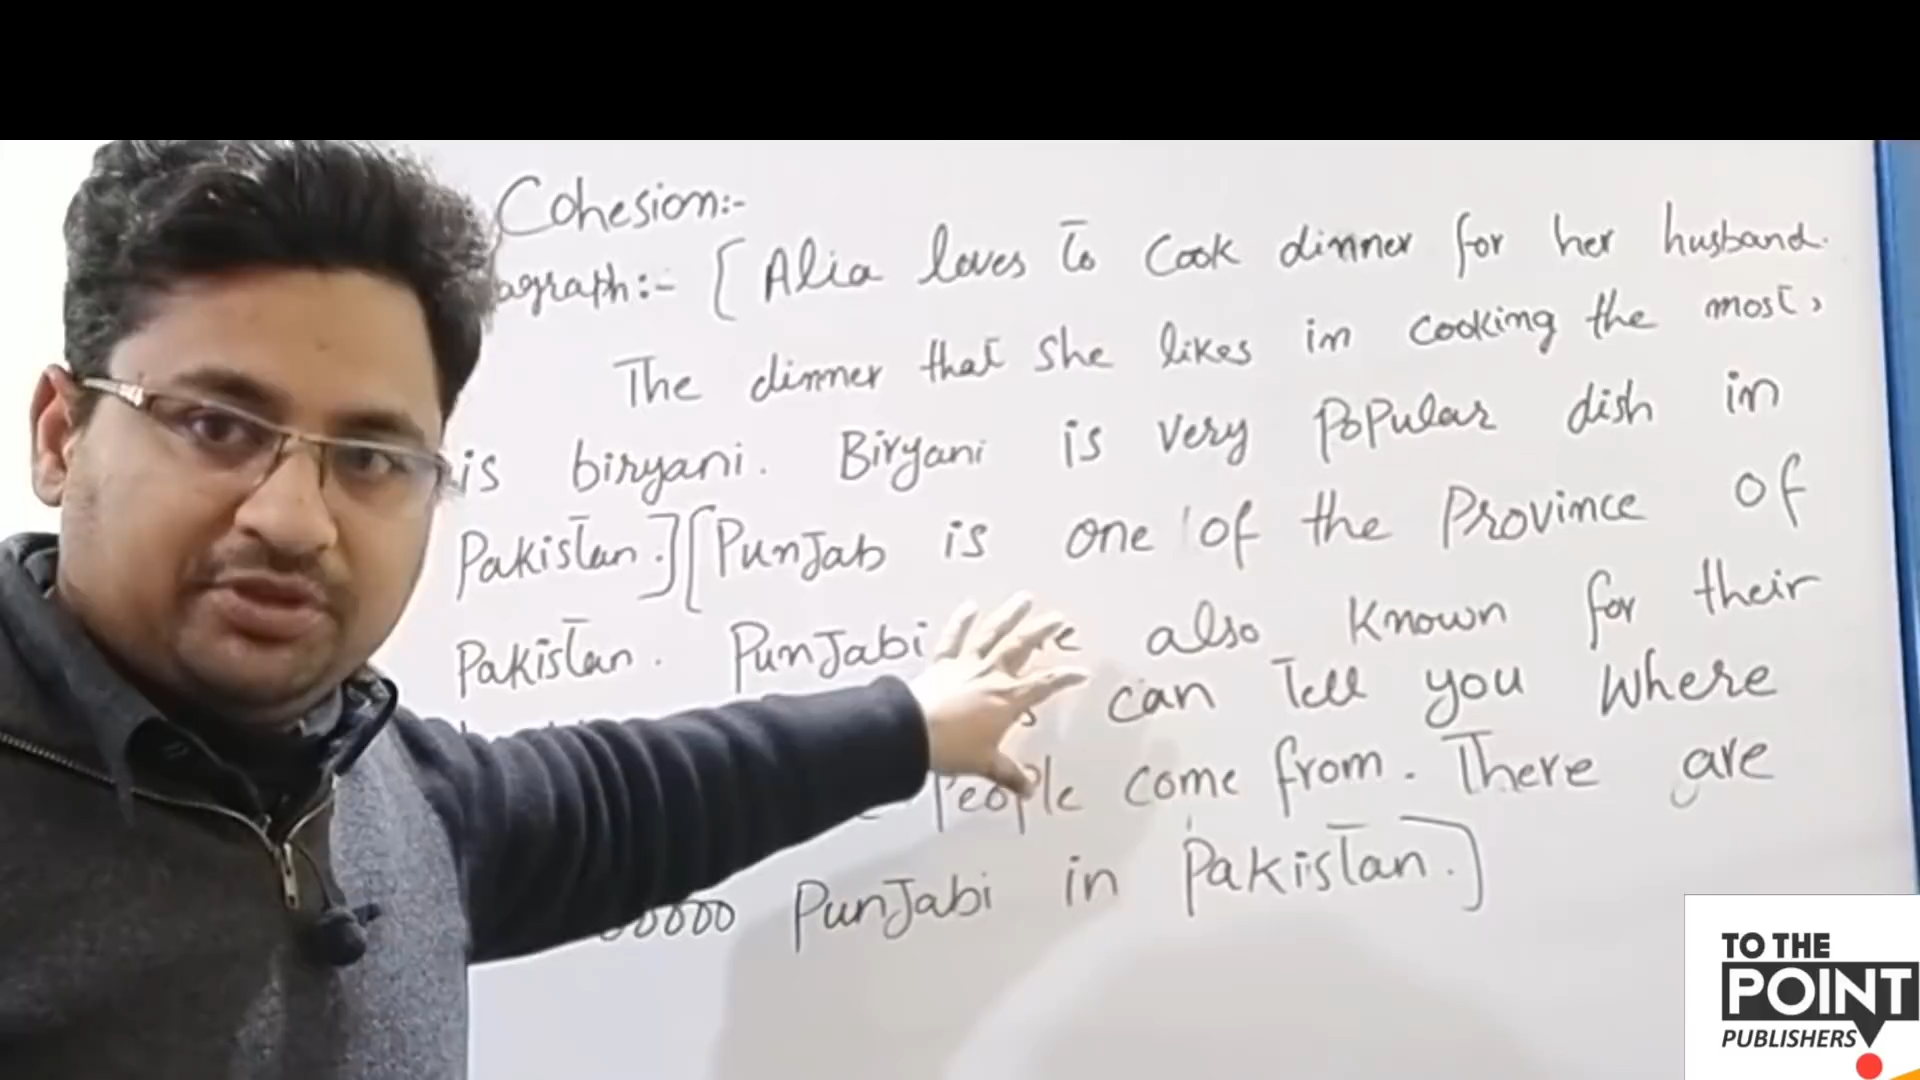 Cohesion:-
agraph:- [Alia loves to Cook dinner for her husband.
The dinner that she likes in cooking the most,
is biryani. Biryani is very popular dish in
Pakistan.][Punjab is one of the Province of
Pakistan. Punjabi also known for their
can Tell you where
People come from. There are
00000 Punjabi in Pakistan.]
TO THE
POINT
PUBLISHERS